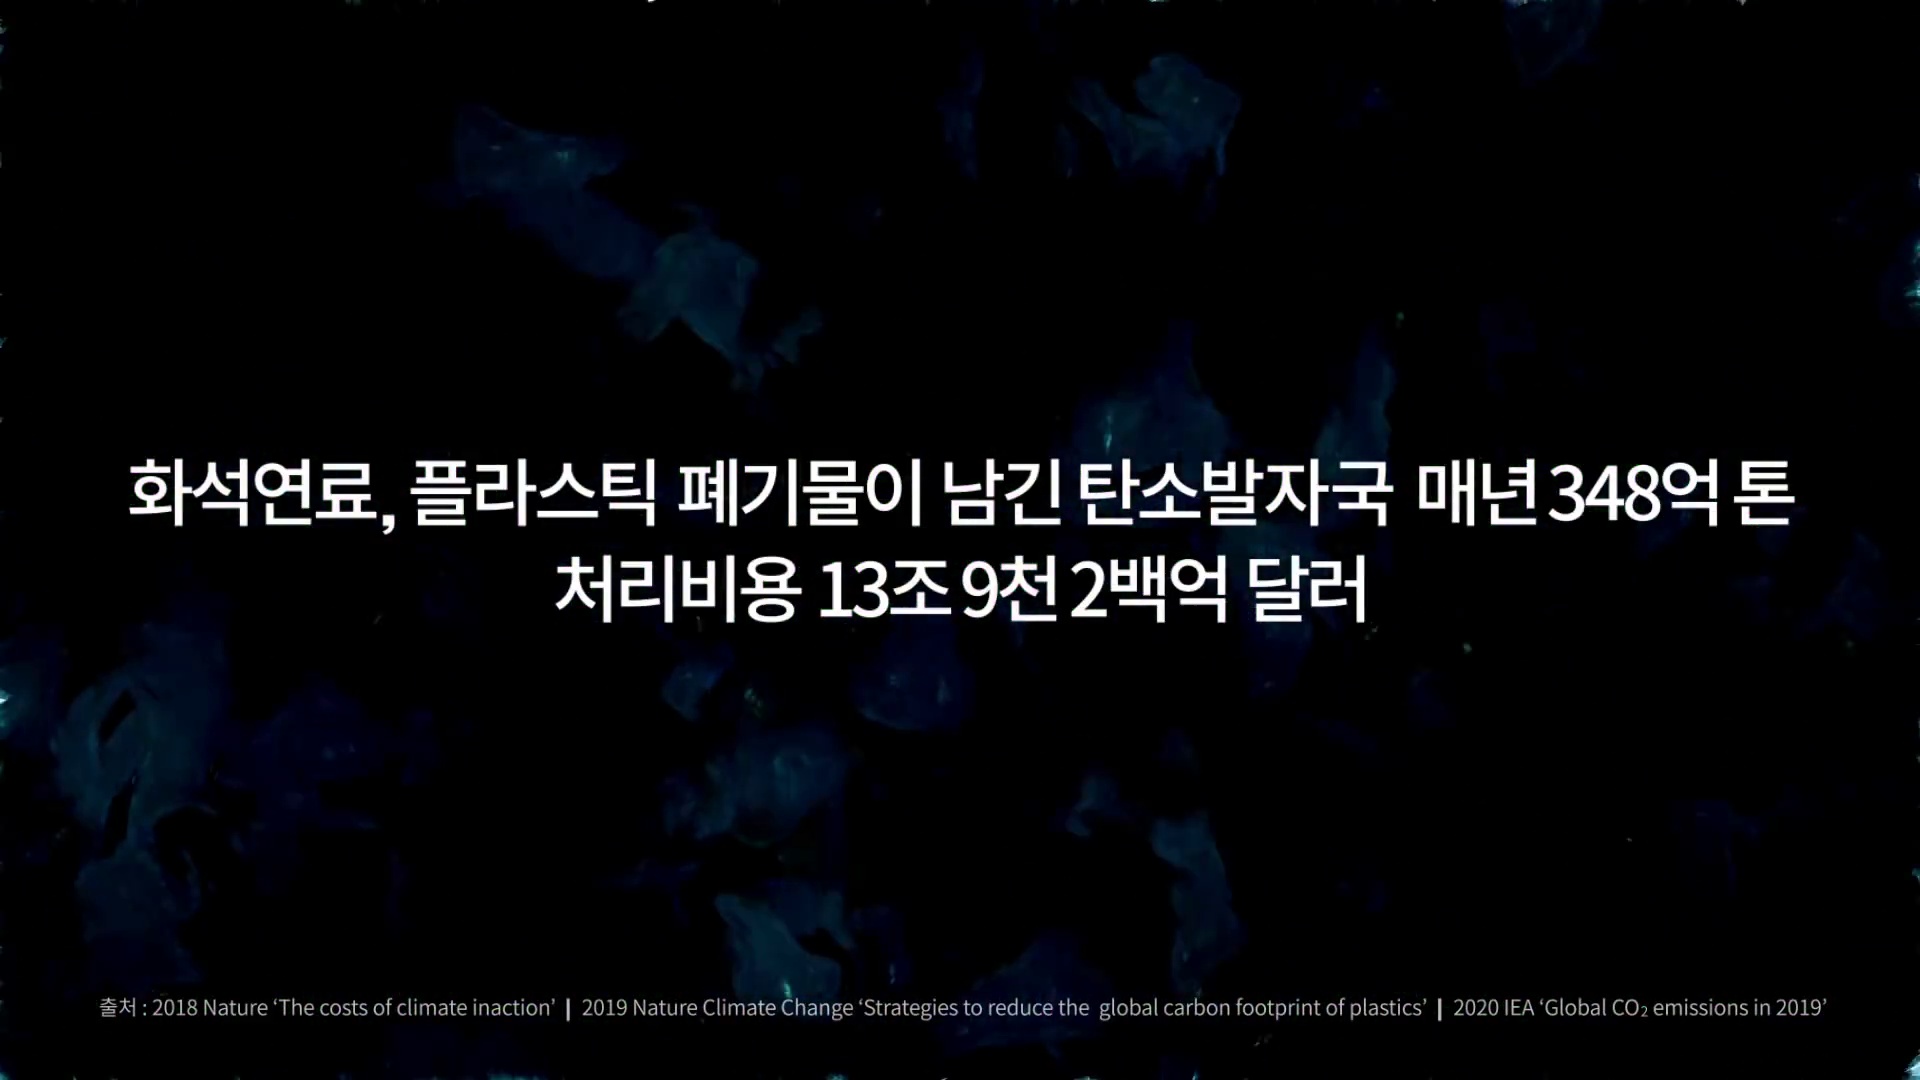 화석연료, 플라스틱 폐기물이 남긴 탄소발자국 매년 348억 톤
처리비용 13조 9천 2백억 달러
출처 : 2018 Nature ‘The costs of climate inaction’ | 2019 Nature Climate Change ‘Strategies to reduce the global carbon footprint of plastics’ | 2020 IEA ‘Global CO₂ emissions in 2019’